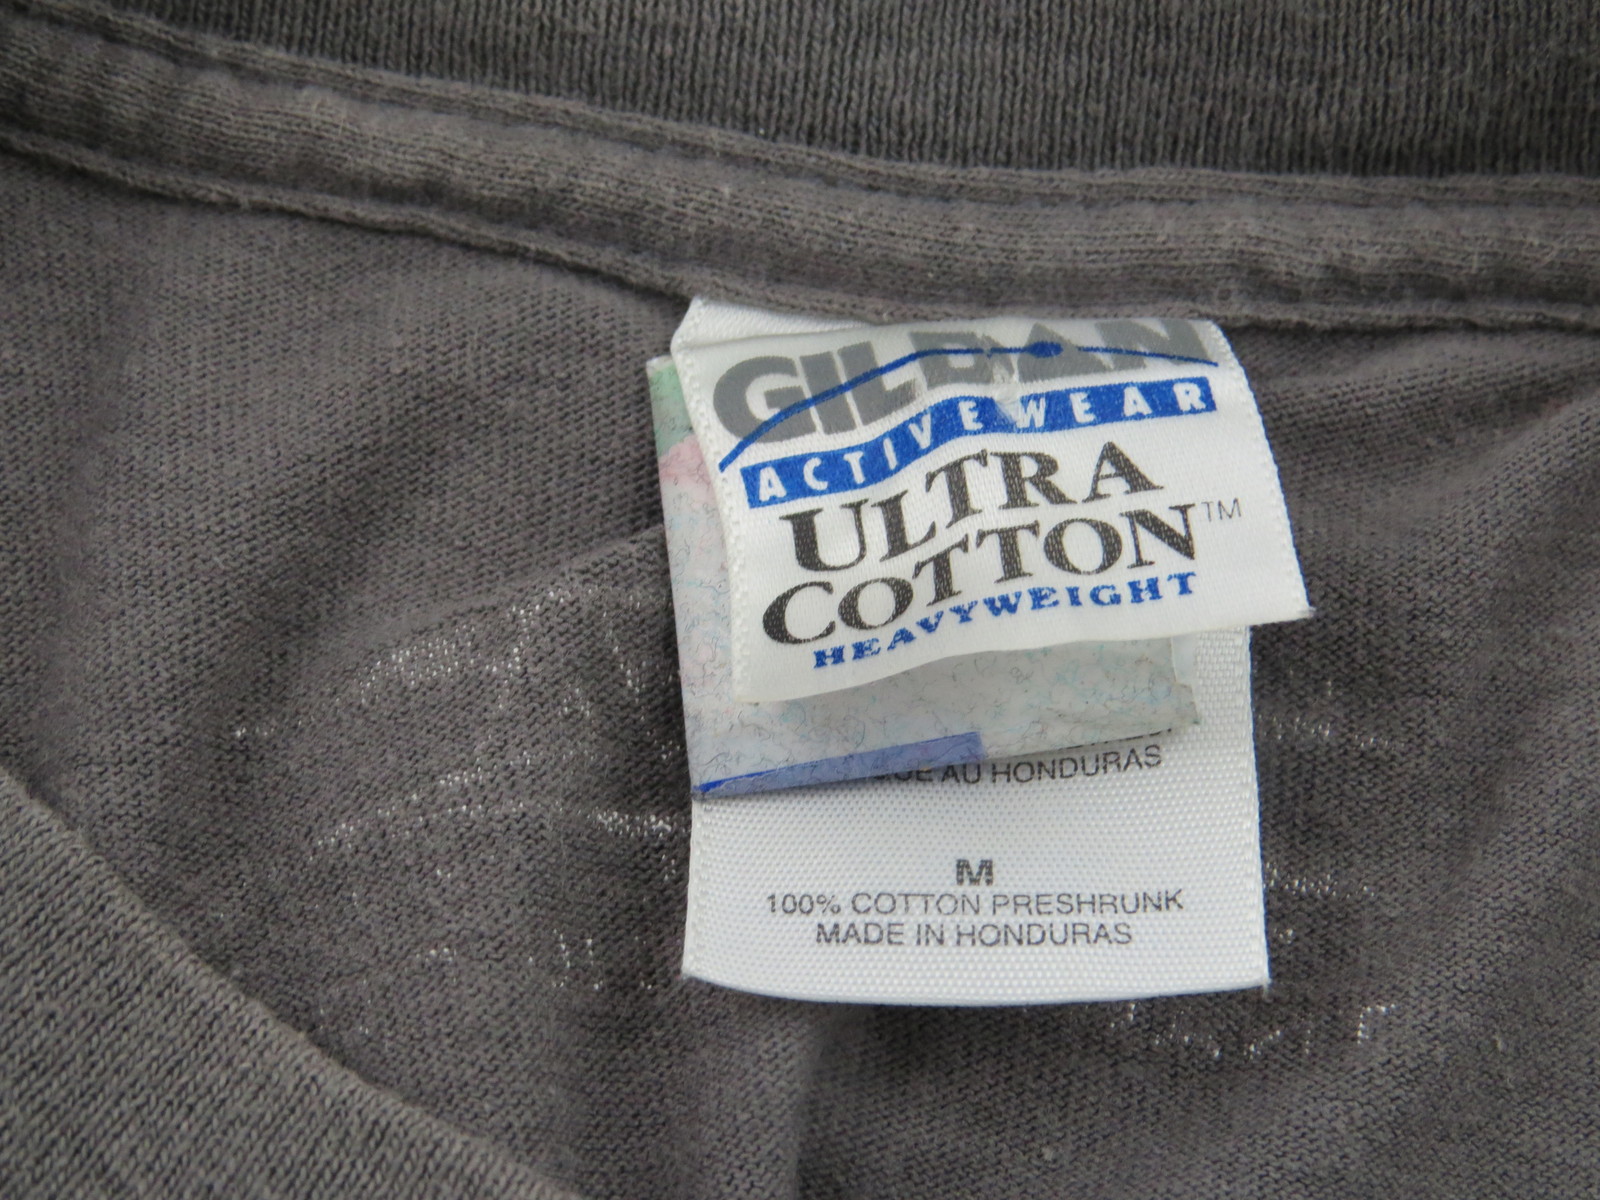 GILDAN
ACTIVEWEAR
ULTRA
COTTON™
HEAVYWEIGHT
AU HONDURAS
M
100% COTTON PRESHRUNK
MADE IN HONDURAS